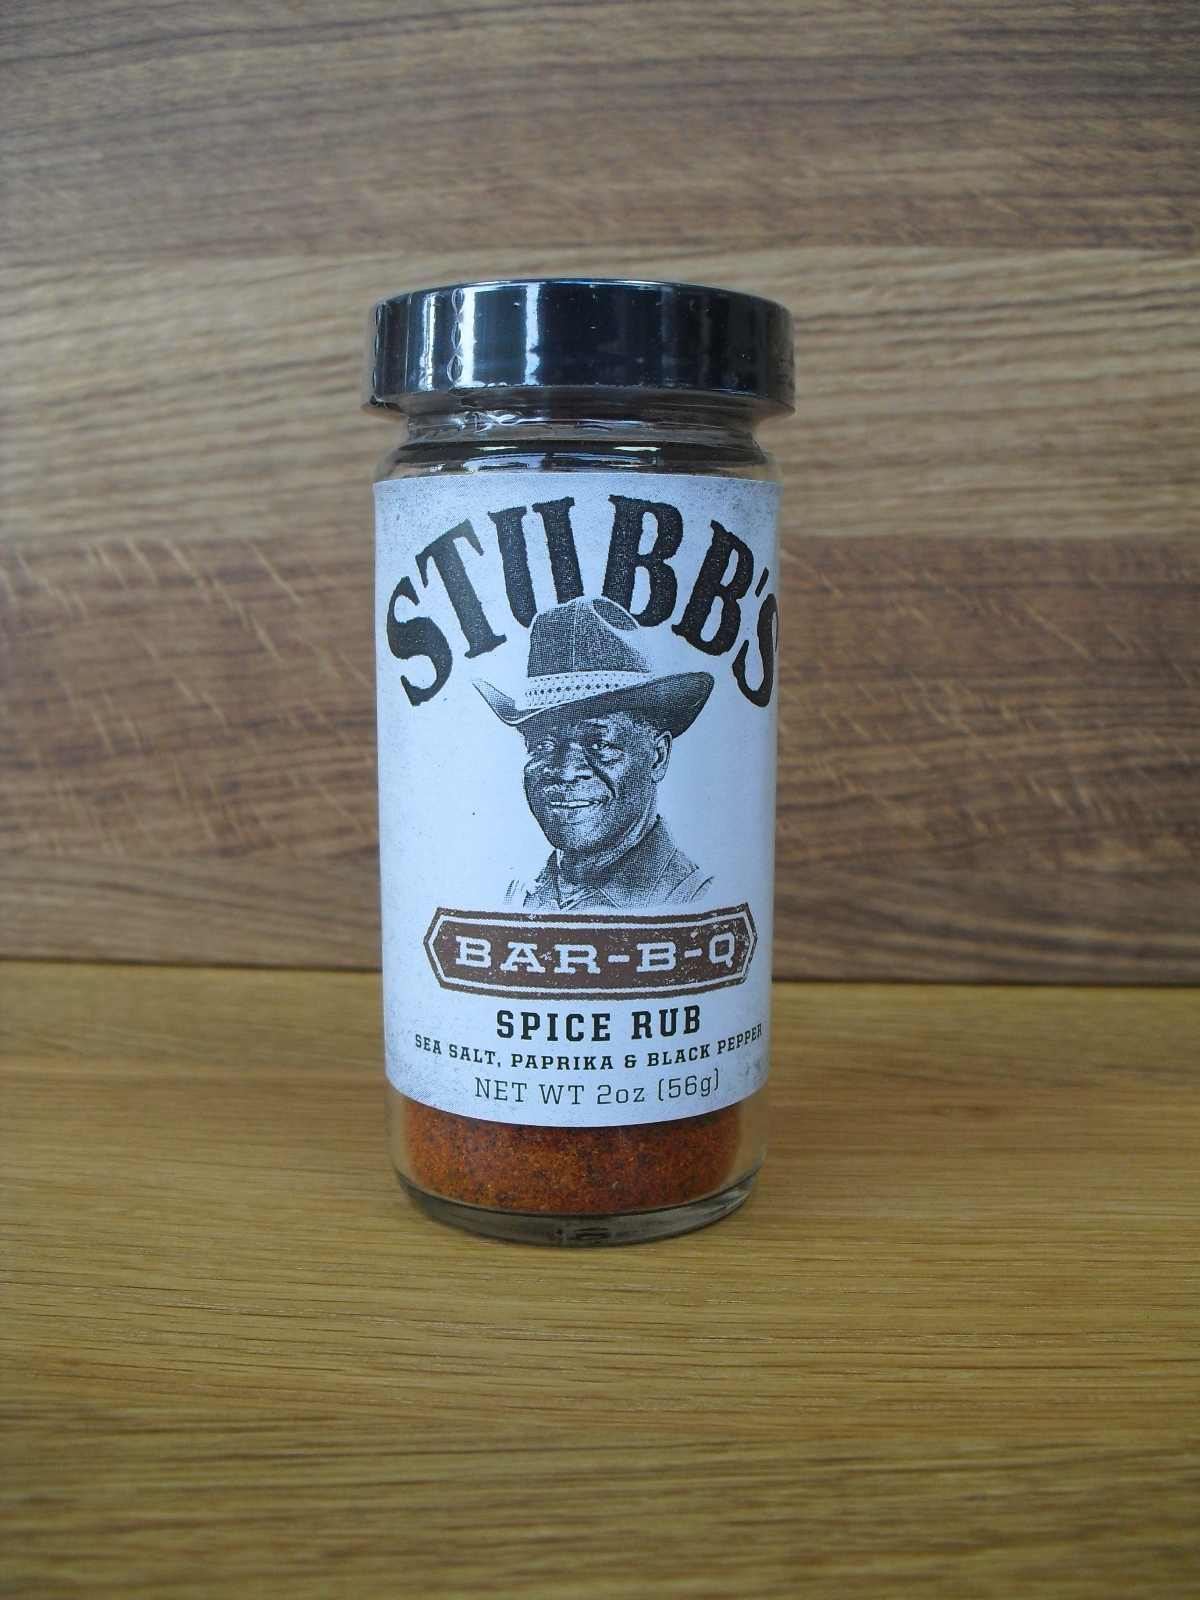 STUBB'S
BAR-B-Q
SPICE RUB
SEA SALT, PAPRIKA & BLACK PEPPER
NET WT 2oz (56g)